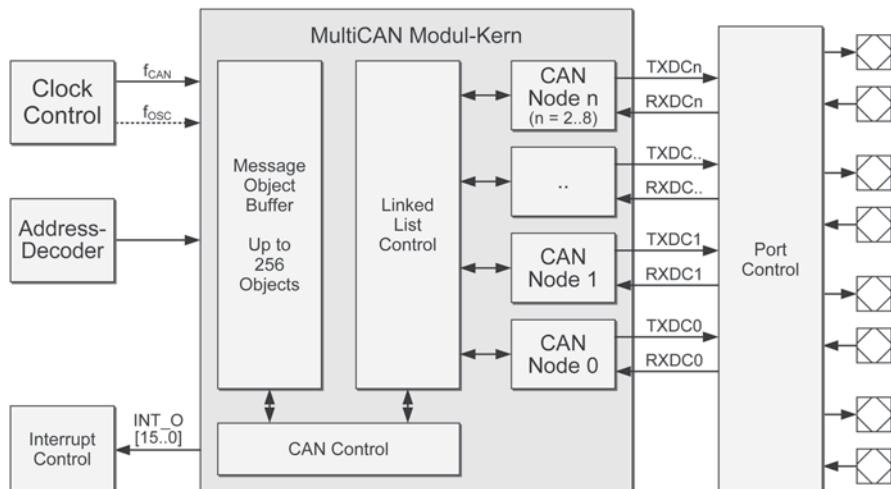 MultiCAN Modul-Kern
Clock
Control
fCAN
fOSC
Address-
Decoder
Interrupt
Control
INT_O
[15..0]
Message
Object
Buffer
Up to
256
Objects
Linked
List
Control
CAN Control
CAN
Node n
(n = 2..8)
..
CAN
Node 1
CAN
Node 0
TXDCn
RXDCn
TXDC..
RXDC..
TXDC1
RXDC1
TXDC0
RXDC0
Port
Control